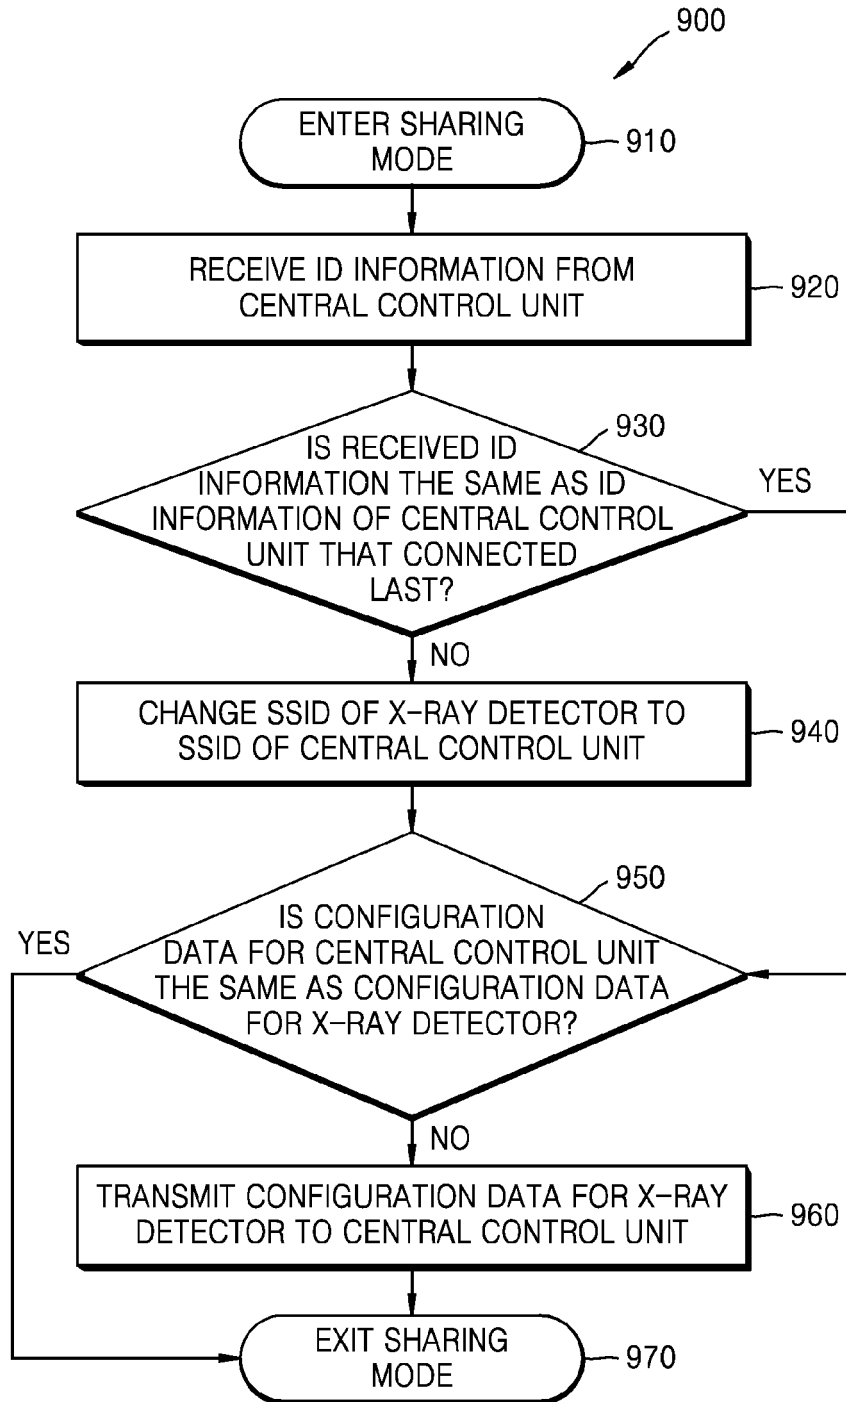 900
ENTER SHARING
MODE
910
RECEIVE ID INFORMATION FROM
CENTRAL CONTROL UNIT
920
930
IS RECEIVED ID
INFORMATION THE SAME AS ID
INFORMATION OF CENTRAL CONTROL
UNIT THAT CONNECTED
LAST?
YES
NO
CHANGE SSID OF X-RAY DETECTOR TO
SSID OF CENTRAL CONTROL UNIT
940
950
IS CONFIGURATION
DATA FOR CENTRAL CONTROL UNIT
THE SAME AS CONFIGURATION DATA
FOR X-RAY DETECTOR?
YES
NO
TRANSMIT CONFIGURATION DATA FOR X-RAY
DETECTOR TO CENTRAL CONTROL UNIT
960
EXIT SHARING
MODE
970